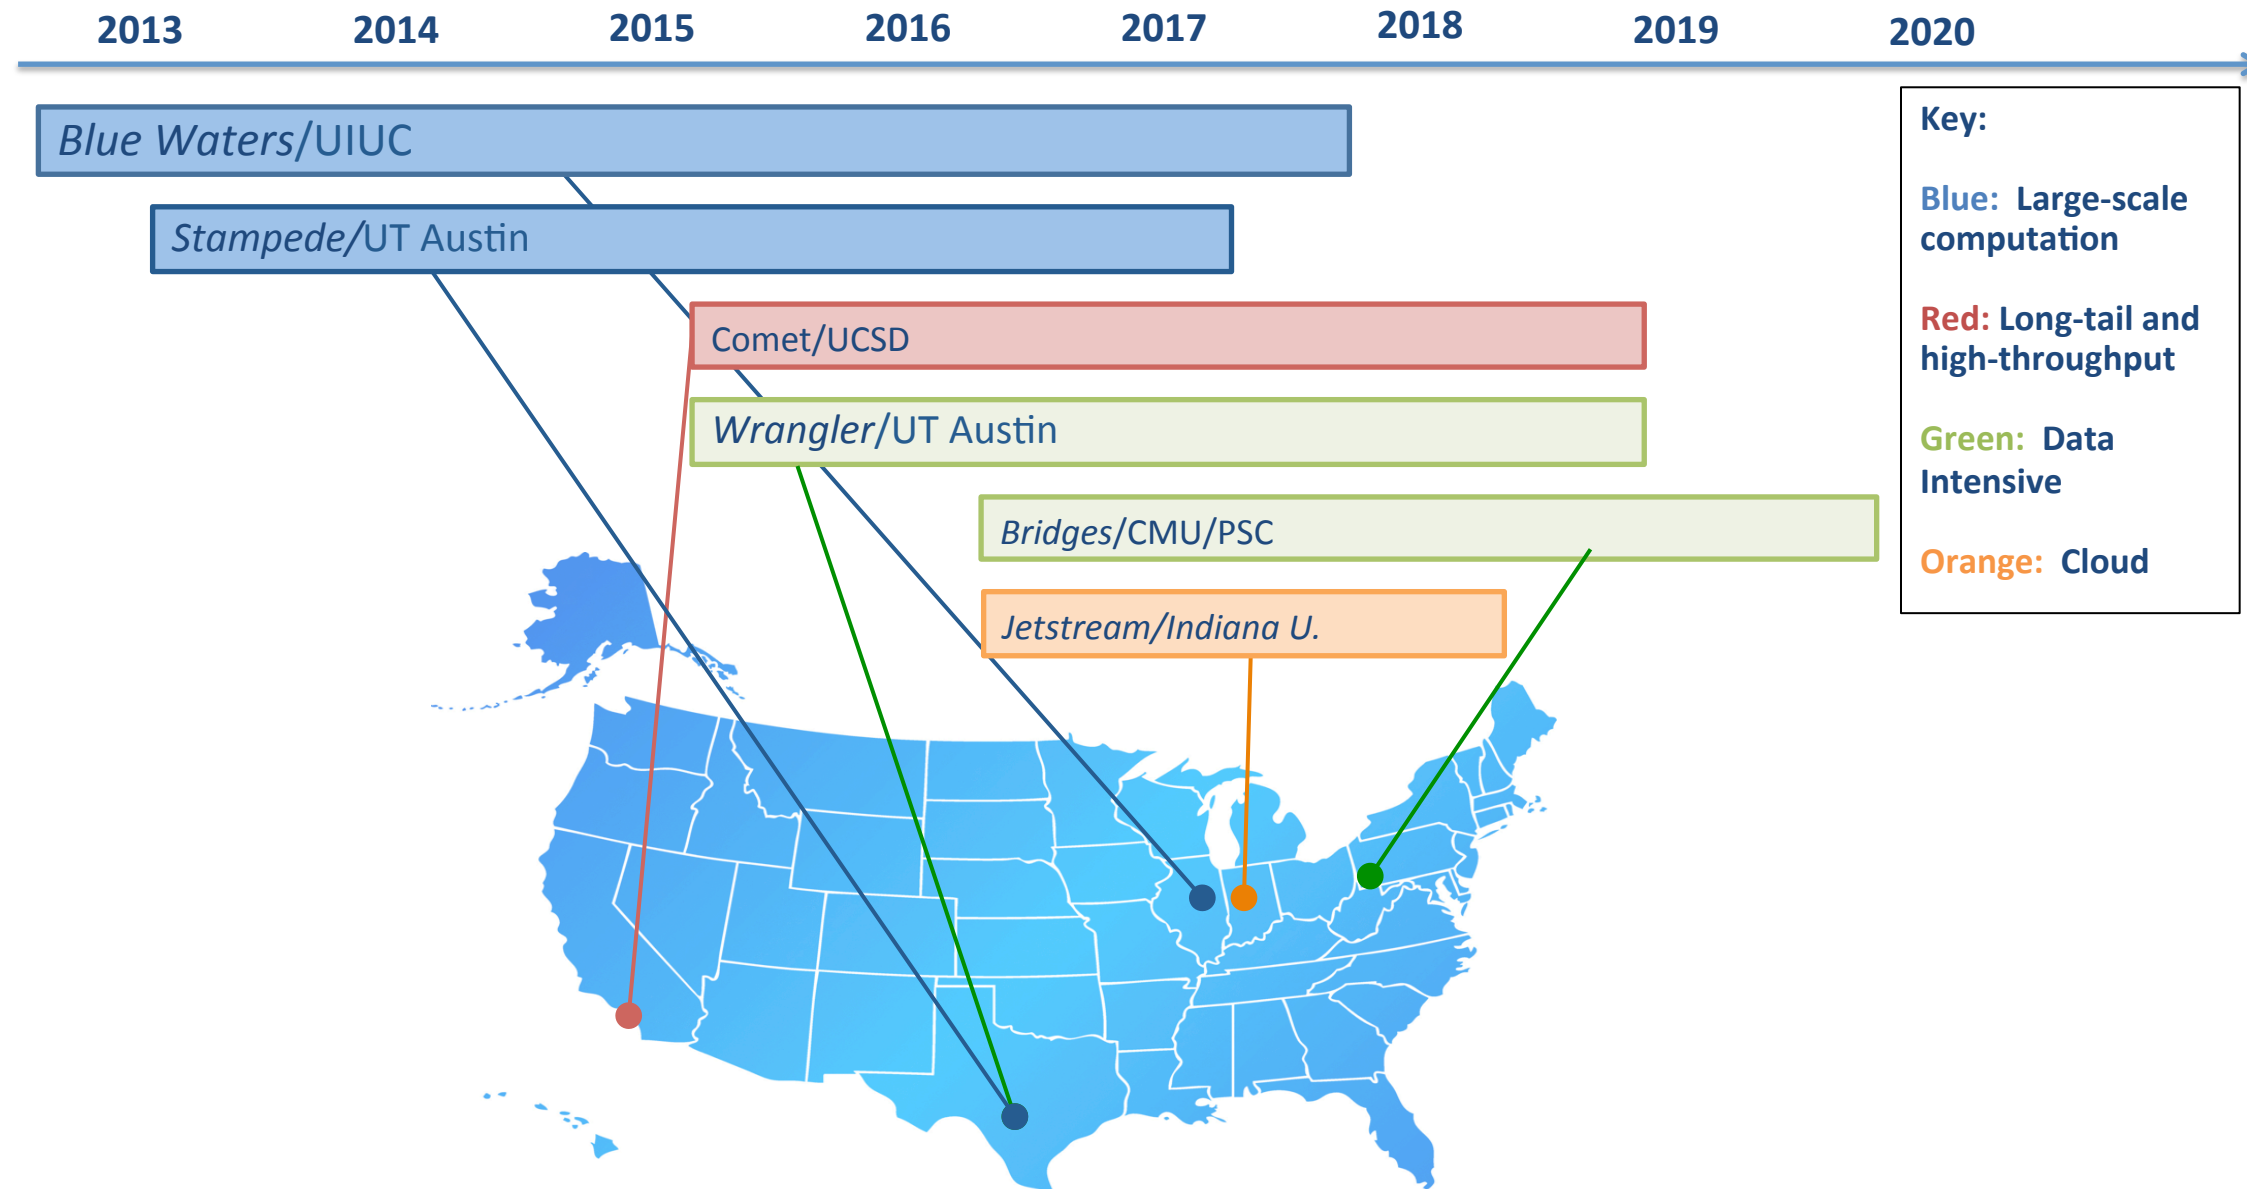 2013 2014 2015 2016 2017 2018 2019 2020
Blue Waters/UIUC
Stampede/UT Austin
Comet/UCSD
Wrangler/UT Austin
Bridges/CMU/PSC
Jetstream/Indiana U.
Key:
Blue: Large-scale
computation
Red: Long-tail and
high-throughput
Green: Data
Intensive
Orange: Cloud